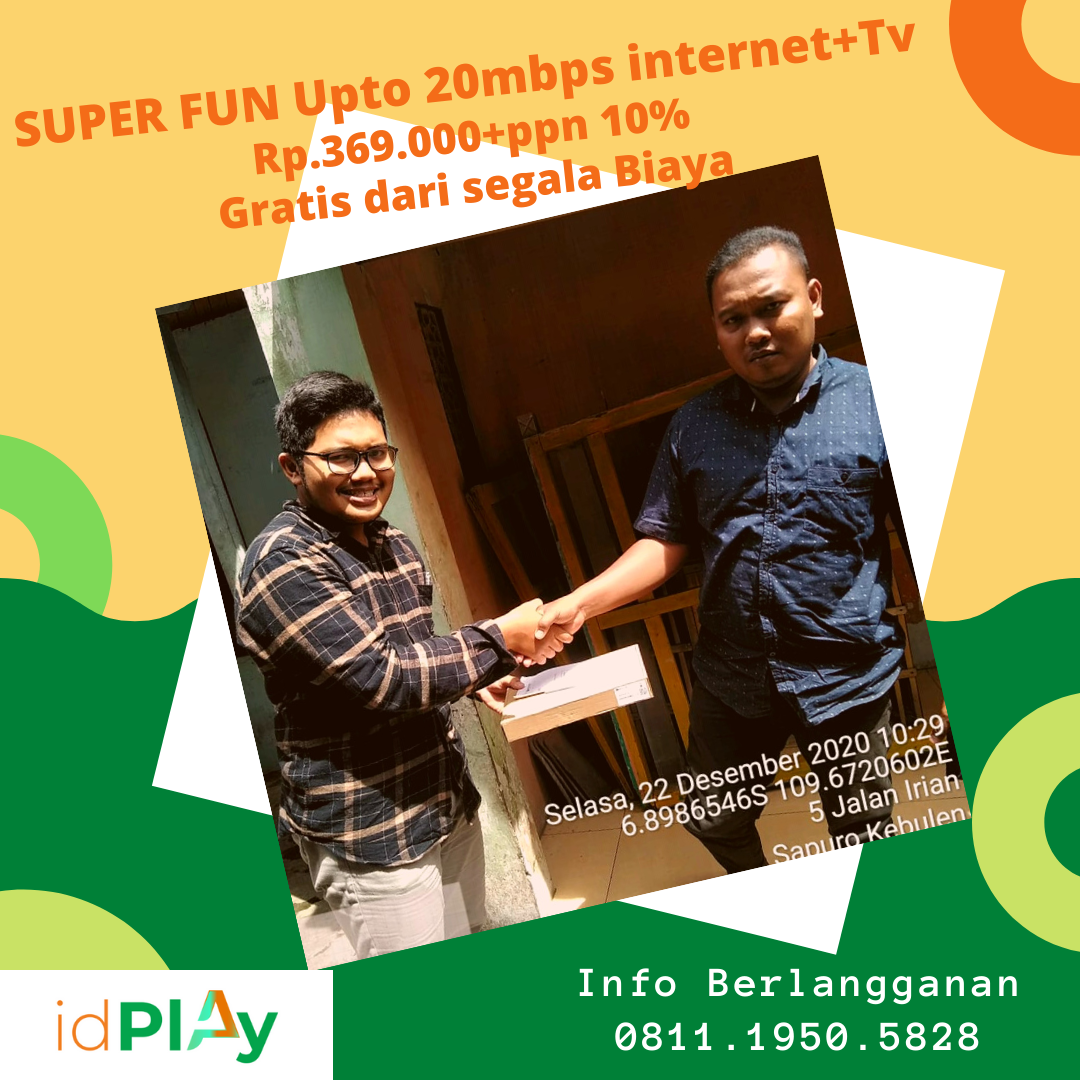 SUPER FUN Upto 20mbps internet+Tv
Rp.369.000+ppn 10%
Gratis dari segala Biaya
Selasa, 22 Desember 2020 10:29
6.8986546S 109.6720602E
5 Jalan Irian
Sapuro Kebulen
idPlAy
Info Berlangganan
0811.1950.5828